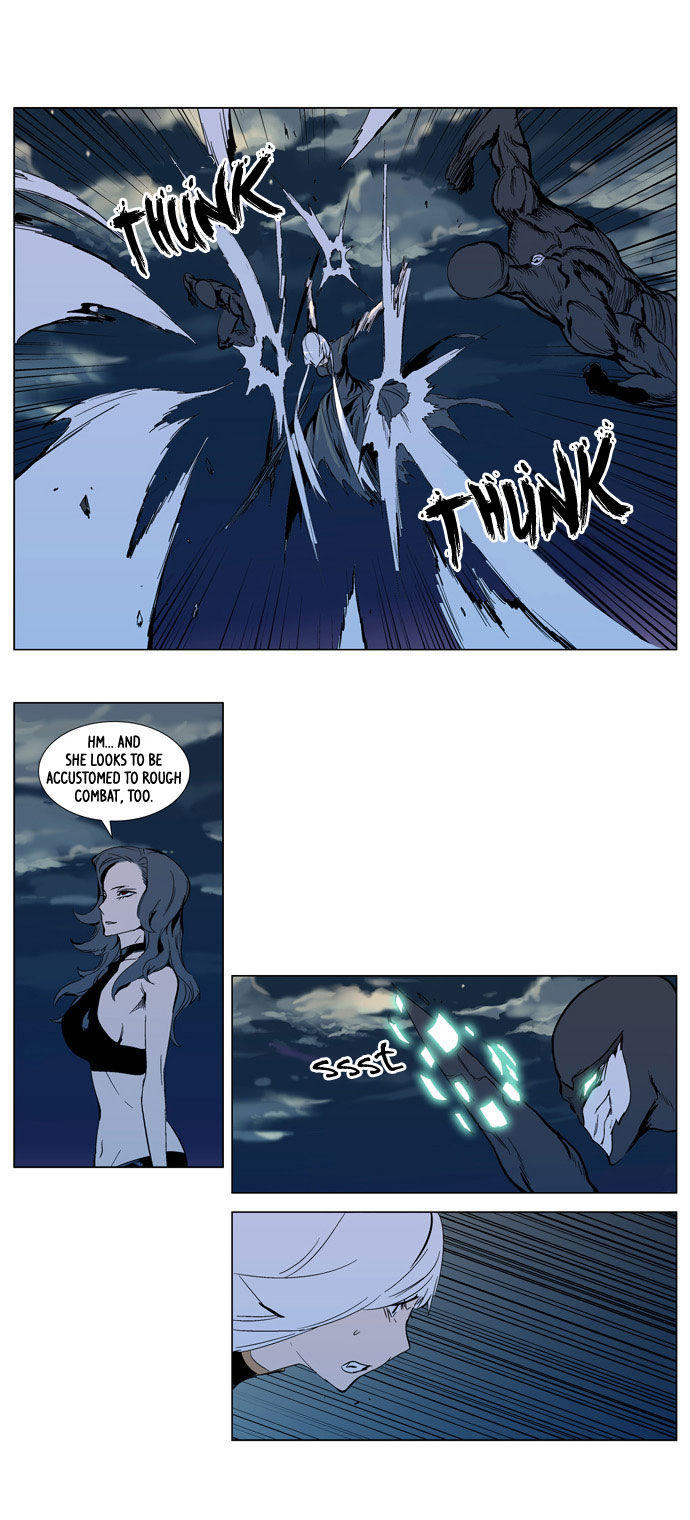 THUNK
THUNK
HM... AND
SHE LOOKS TO BE
ACCUSTOMED TO ROUGH
COMBAT, TOO.
SSST